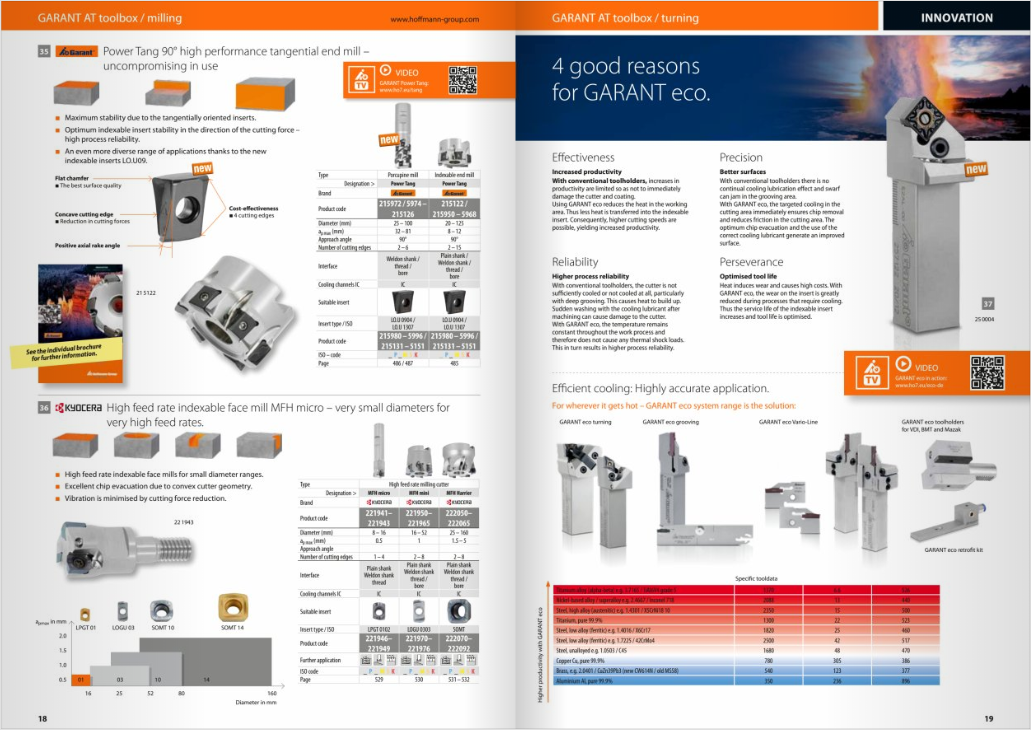 GARANT AT toolbox / milling
www.hoffmann-group.com
35 Garant Power Tang 90° high performance tangential end mill –
uncompromising in use
TV
VIDEO
GARANT Power Tang
Maximum stability due to the tangentially oriented inserts.
Optimum indexable insert stability in the direction of the cutting force –
high process reliability.
An even more diverse range of applications thanks to the new
indexable inserts LO.U09.
new
new
Flat chamfer
The best surface quality
Concave cutting edge
Reduction in cutting forces
Positive axial rake angle
Cost-effectiveness
4 cutting edges
21 5122
See the individual brochure
for further information.
Type Porcupine mill Indexable end mill
Designation > Power Tang Power Tang
Brand Garant Garant
Product code 215972 / 5974 – 215126 215122 / 215950 – 5968
Diameter (mm) 25 – 100 20 – 125
ap max (mm) 32 – 81 8 – 12
Approach angle 90° 90°
Number of cutting edges 2 – 6 2 – 15
Interface Weldon shank / thread / bore Plain shank / Weldon shank / thread / bore
Cooling channels IC IC IC
Suitable insert
Insert type / ISO LO.U 0904 / LO.U 1307 LO.U 0904 / LO.U 1307
Product code 215980 – 5996 / 215131 – 5151 215980 – 5996 / 215131 – 5151
ISO – code P M K P M K
Page 486 / 487 485
36 KYOCERA High feed rate indexable face mill MFH micro – very small diameters for
very high feed rates.
High feed rate indexable face mills for small diameter ranges.
Excellent chip evacuation due to convex cutter geometry.
Vibration is minimised by cutting force reduction.
22 1943
Type High feed rate milling cutter
Designation > MFH micro MFH mini MFH Harrier
Brand KYOCERA KYOCERA KYOCERA
Product code 221941– 221943 221950– 221965 222050– 222065
Diameter (mm) 8 – 16 16 – 52 25 – 160
ap max (mm) 0.5 1 1.5 – 5
Approach angle
Number of cutting edges 1 – 4 2 – 8 2 – 8
Interface Plain shank Weldon shank thread Plain shank Weldon shank thread / bore Plain shank Weldon shank thread / bore
Cooling channels IC IC IC IC
Suitable insert
Insert type / ISO LPGT 0102 LOGU 0303 SOMT
Product code 221946– 221949 221970– 221976 222070– 222092
Further application
ISO code P M K P M K P M K
Page 529 530 531 – 532
ap max in mm
LPGT 01 LOGU 03 SOMT 10 SOMT 14
2.0
1.5
1.0
0.5 01 03 10 14
16 25 52 80 160
Diameter in mm
18
GARANT AT toolbox / turning
INNOVATION
4 good reasons
for GARANT eco.
new
Effectiveness
Increased productivity
With conventional toolholders, increases in
productivity are limited so as not to immediately
damage the cutter and coating.
Using GARANT eco reduces the heat in the working
area. Thus less heat is transferred into the indexable
insert. Consequently, higher cutting speeds are
possible, yielding increased productivity.
Precision
Better surfaces
With conventional toolholders there is no
continual cooling lubrication effect and swarf
can jam in the grooving area.
With GARANT eco, the targeted cooling in the
cutting area immediately ensures chip removal
and reduces friction in the cutting area. The
optimum chip evacuation and the use of the
correct cooling lubricant generate an improved
surface.
Reliability
Higher process reliability
With conventional toolholders, the cutter is not
sufficiently cooled or not cooled at all, particularly
with deep grooving. This causes heat to build up.
Sudden washing with the cooling lubricant after
machining can cause damage to the cutter.
With GARANT eco, the temperature remains
constant throughout the work process and
therefore does not cause any thermal shock loads.
This in turn results in higher process reliability.
Perseverance
Optimised tool life
Heat induces wear and causes high costs. With
GARANT eco, the wear on the insert is greatly
reduced during processes that require cooling.
Thus the service life of the indexable insert
increases and tool life is optimised.
37
25 0004
TV
VIDEO
GARANT eco in action:
Efficient cooling: Highly accurate application.
For wherever it gets hot – GARANT eco system range is the solution:
GARANT eco turning
GARANT eco grooving
GARANT eco Vario-Line
GARANT eco toolholders
for VDI, BMT and Mazak
GARANT eco retrofit kit
Higher productivity with GARANT eco
Specific tooldata
Steel, high alloy (austenitic) 2350 15 500
Titanium, pure 99.9% 1300 22 525
Steel, low alloy (ferritic) e.g. 1.4016 / X6Cr17 1820 25 460
Steel, low alloy (ferritic) e.g. 1.7225 / 42CrMo4 2500 42 517
Steel, unalloyed e.g. 1.0503 / C45 1680 48 470
Copper Cu, pure 99.9% 780 305 386
Brass, e.g. 2.0401 / CuZn39Pb3 (new CW614N / old MS58) 540 123 377
Aluminium Al, pure 99.9% 350 236 896
19